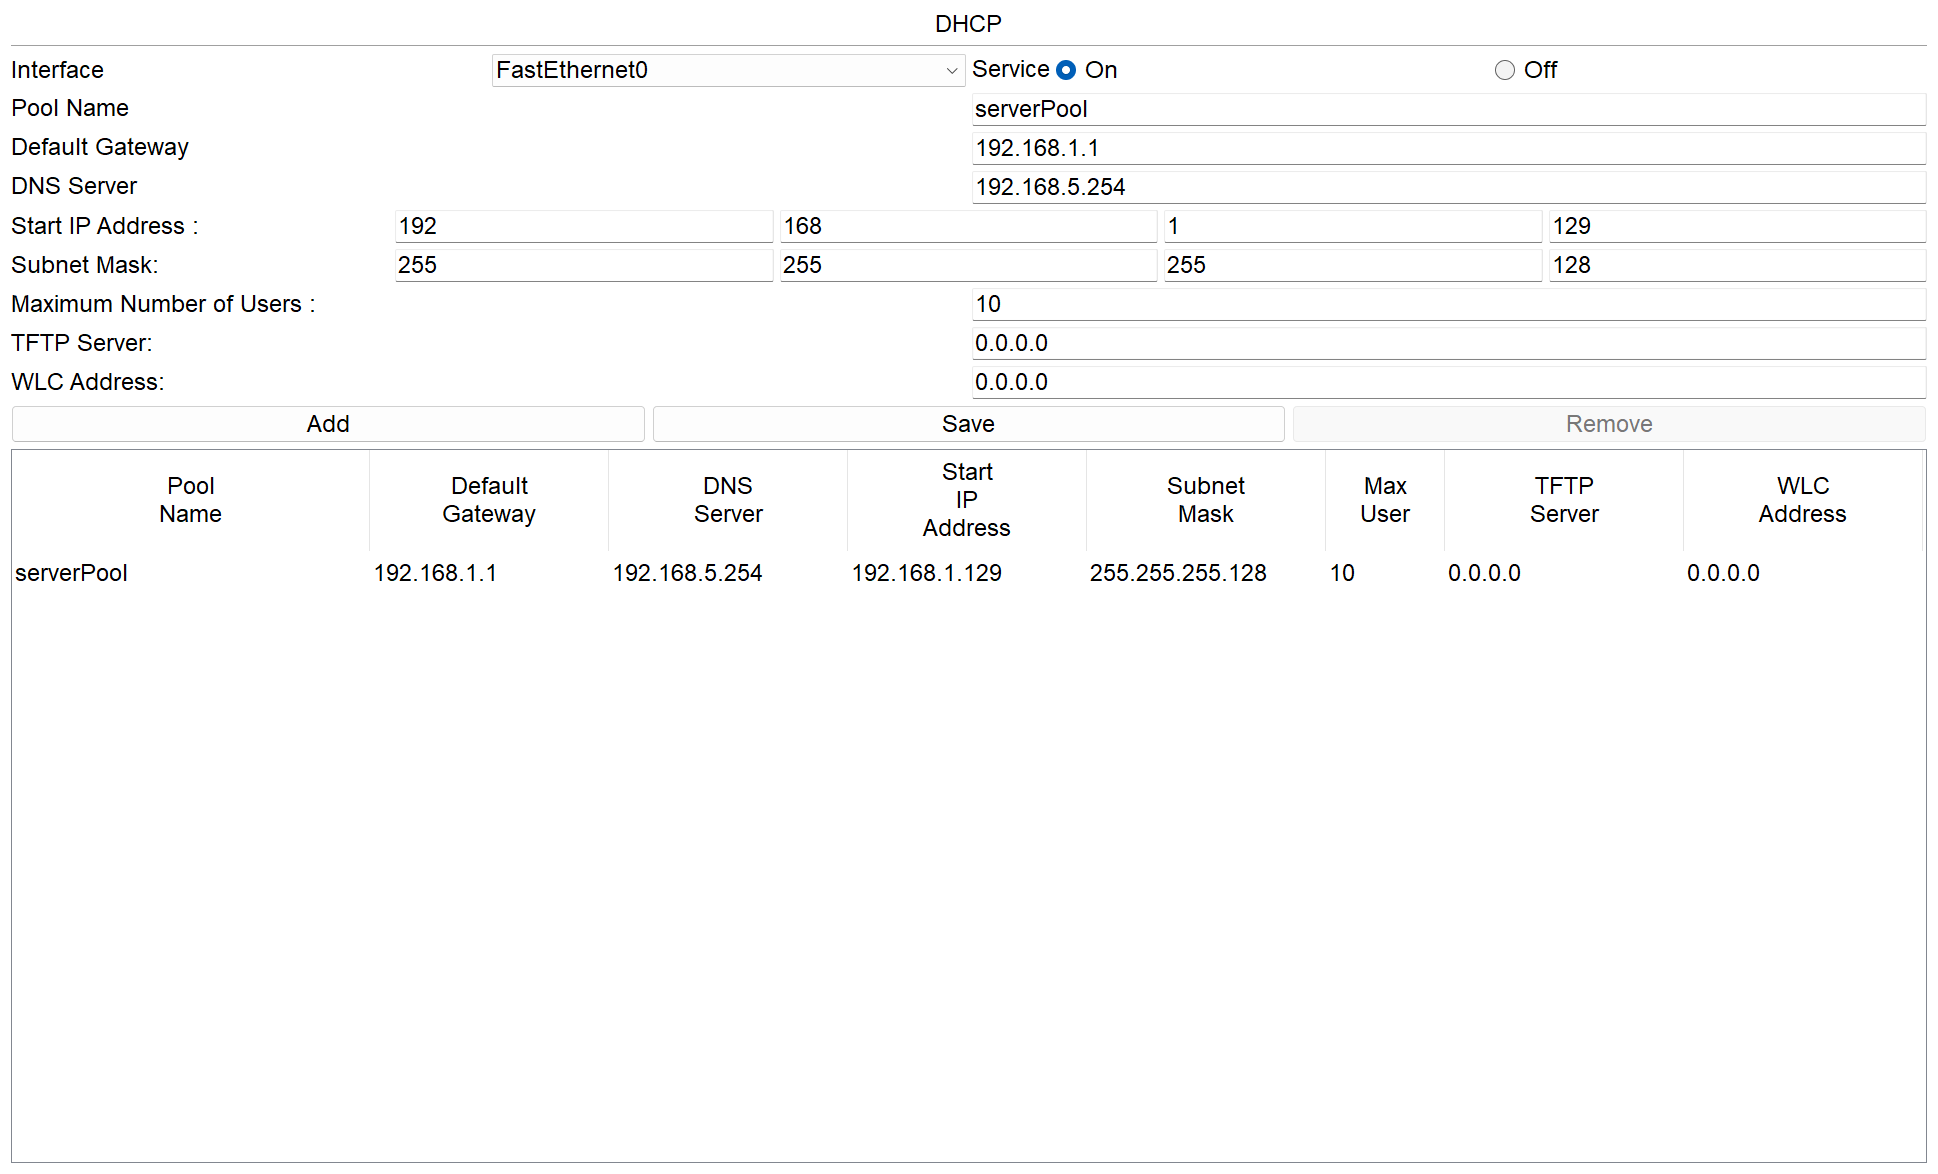 DHCP
Interface FastEthernet0 Service On Off
Pool Name serverPool
Default Gateway 192.168.1.1
DNS Server 192.168.5.254
Start IP Address : 192 168 1 129
Subnet Mask: 255 255 255 128
Maximum Number of Users : 10
TFTP Server: 0.0.0.0
WLC Address: 0.0.0.0
Add Save Remove
Pool Name Default Gateway DNS Server Start IP Address Subnet Mask Max User TFTP Server WLC Address
serverPool 192.168.1.1 192.168.5.254 192.168.1.129 255.255.255.128 10 0.0.0.0 0.0.0.0